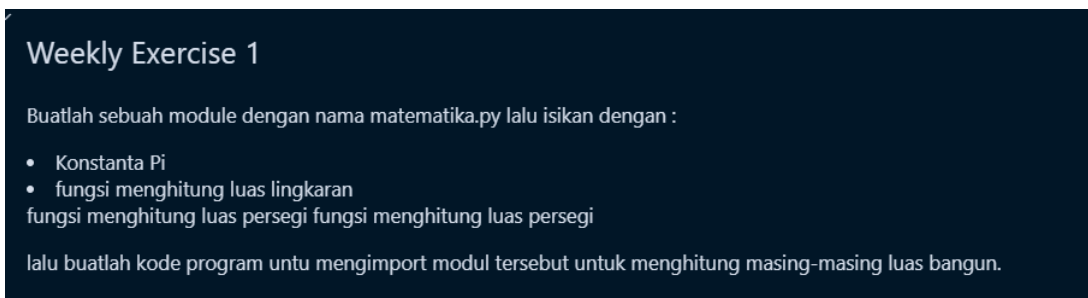 Weekly Exercise 1
Buatlah sebuah module dengan nama matematika.py lalu isikan dengan :
• Konstanta Pi
• fungsi menghitung luas lingkaran
fungsi menghitung luas persegi fungsi menghitung luas persegi
lalu buatlah kode program untu mengimport modul tersebut untuk menghitung masing-masing luas bangun.